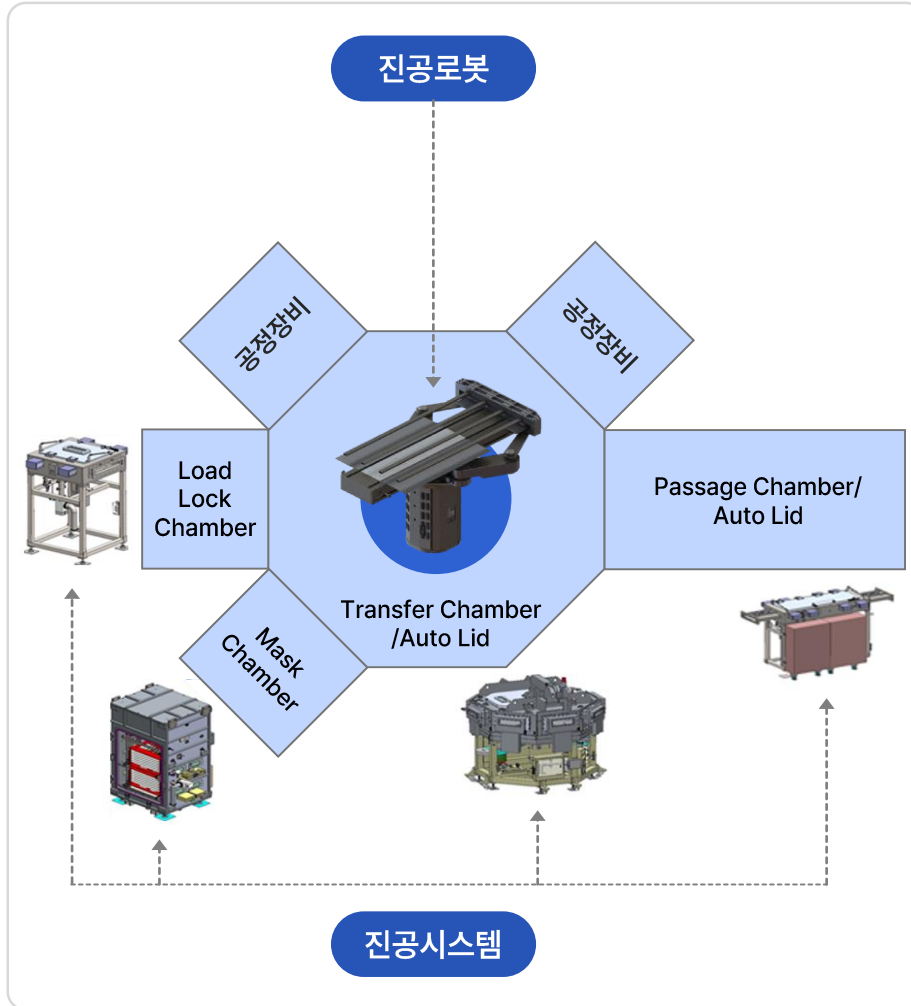 진공로봇
공정장비
공정장비
Load
Lock
Chamber
Passage Chamber/
Auto Lid
Transfer Chamber
/Auto Lid
Mask
Chamber
진공시스템